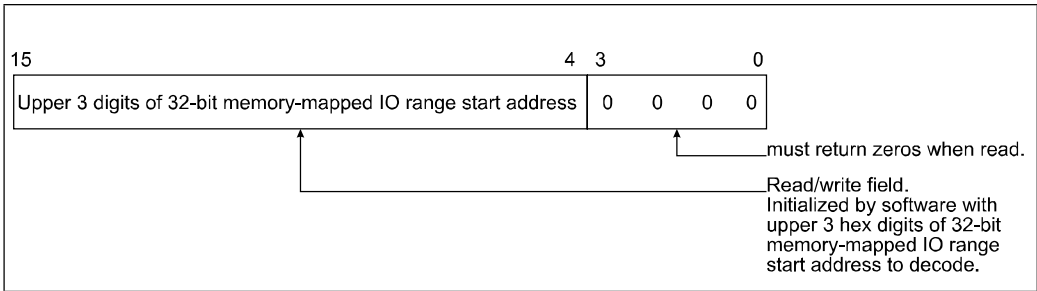 15 4 3 0
Upper 3 digits of 32-bit memory-mapped IO range start address 0 0 0 0
must return zeros when read.
Read/write field.
Initialized by software with
upper 3 hex digits of 32-bit
memory-mapped IO range
start address to decode.